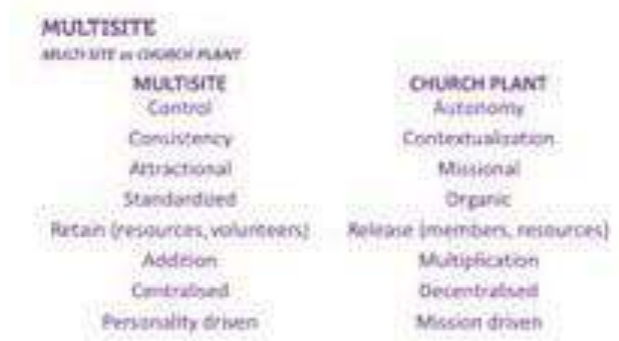 MULTISITE
MULTI SITE vs CHURCH PLANT
MULTISITE CHURCH PLANT
Control Autonomy
Consistency Contextualization
Attractional Missional
Standardized Organic
Retain (resources, volunteers) Release (members, resources)
Addition Multiplication
Centralised Decentralised
Personality driven Mission driven